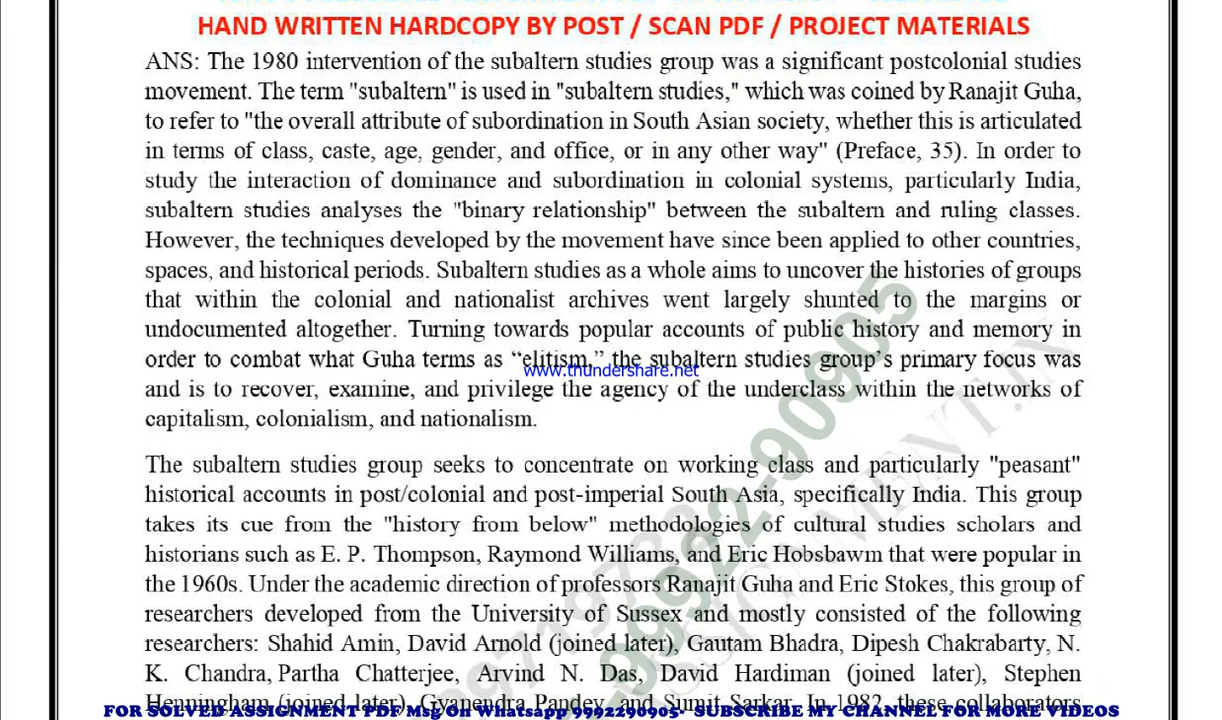 HAND WRITTEN HARDCOPY BY POST / SCAN PDF / PROJECT MATERIALS
ANS: The 1980 intervention of the subaltern studies group was a significant postcolonial studies
movement. The term "subaltern" is used in "subaltern studies," which was coined by Ranajit Guha,
to refer to "the overall attribute of subordination in South Asian society, whether this is articulated
in terms of class, caste, age, gender, and office, or in any other way" (Preface, 35). In order to
study the interaction of dominance and subordination in colonial systems, particularly India,
subaltern studies analyses the "binary relationship" between the subaltern and ruling classes.
However, the techniques developed by the movement have since been applied to other countries,
spaces, and historical periods. Subaltern studies as a whole aims to uncover the histories of groups
that within the colonial and nationalist archives went largely shunted to the margins or
undocumented altogether. Turning towards popular accounts of public history and memory in
order to combat what Guha terms as “elitism,” the subaltern studies group’s primary focus was
www.thundershare.net
and is to recover, examine, and privilege the agency of the underclass within the networks of
capitalism, colonialism, and nationalism.
The subaltern studies group seeks to concentrate on working class and particularly "peasant"
historical accounts in post/colonial and post-imperial South Asia, specifically India. This group
takes its cue from the "history from below" methodologies of cultural studies scholars and
historians such as E. P. Thompson, Raymond Williams, and Eric Hobsbawm that were popular in
the 1960s. Under the academic direction of professors Ranajit Guha and Eric Stokes, this group of
researchers developed from the University of Sussex and mostly consisted of the following
researchers: Shahid Amin, David Arnold (joined later), Gautam Bhadra, Dipesh Chakrabarty, N.
K. Chandra, Partha Chatterjee, Arvind N. Das, David Hardiman (joined later), Stephen
Henningham (joined later), Gyanendra Pandey, and Sumit Sarkar. In 1982, these collaborators
FOR SOLVED ASSIGNMENT PDF Msg On Whatsapp 9992290905- SUBSCRIBE MY CHANNEL FOR MORE VIDEOS